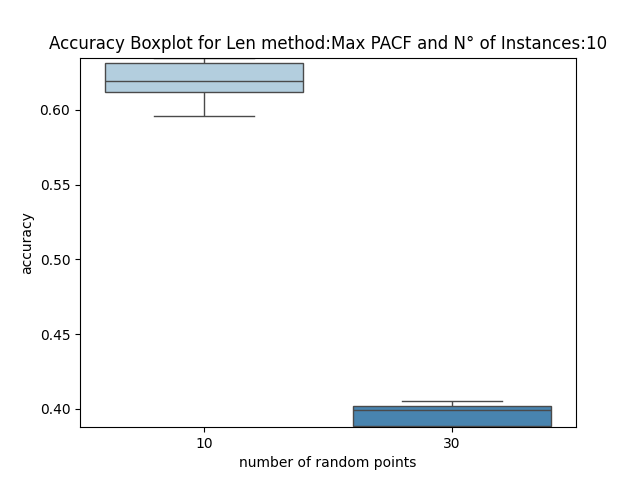 Accuracy Boxplot for Len method:Max PACF and N° of Instances:10
accuracy
0.60
0.55
0.50
0.45
0.40
10 30
number of random points